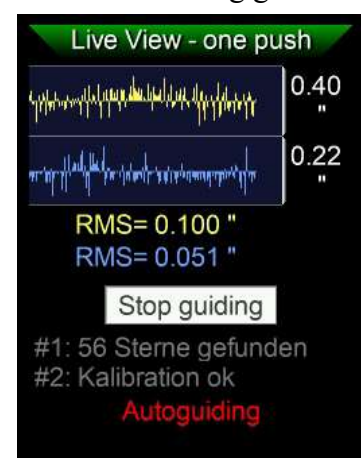 Live View - one push
0.40
"
0.22
"
RMS= 0.100 "
RMS= 0.051 "
Stop guiding
#1: 56 Sterne gefunden
#2: Kalibration ok
Autoguiding